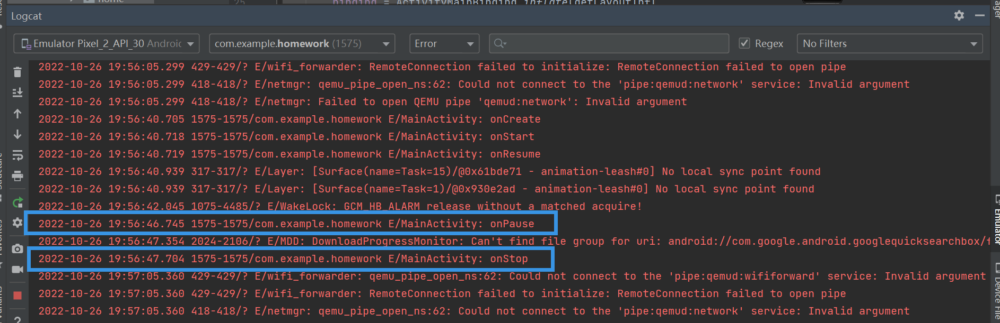 home
25
binding = ActivityMainBinding.inflate(getLayoutInfl
Logcat
Emulator Pixel_2_API_30 Android
com.example.homework (1575)
Error
Regex
No Filters
2022-10-26 19:56:05.299 429-429/? E/wifi_forwarder: RemoteConnection failed to initialize: RemoteConnection failed to open pipe
2022-10-26 19:56:05.299 418-418/? E/netmgr: qemu_pipe_open_ns:62: Could not connect to the 'pipe:qemud:network' service: Invalid argument
2022-10-26 19:56:05.299 418-418/? E/netmgr: Failed to open QEMU pipe 'qemud:network': Invalid argument
2022-10-26 19:56:40.705 1575-1575/com.example.homework E/MainActivity: onCreate
2022-10-26 19:56:40.718 1575-1575/com.example.homework E/MainActivity: onStart
2022-10-26 19:56:40.719 1575-1575/com.example.homework E/MainActivity: onResume
2022-10-26 19:56:40.939 317-317/? E/Layer: [Surface(name=Task=15)/@0x61bde71 - animation-leash#0] No local sync point found
2022-10-26 19:56:40.939 317-317/? E/Layer: [Surface(name=Task=1)/@0x930e2ad - animation-leash#0] No local sync point found
2022-10-26 19:56:42.045 1075-4485/? E/WakeLock: GCM_HB_ALARM release without a matched acquire!
2022-10-26 19:56:46.745 1575-1575/com.example.homework E/MainActivity: onPause
2022-10-26 19:56:47.354 2024-2106/? E/MDD: DownloadProgressMonitor: Can't find file group for uri: android://com.google.android.googlequicksearchbox/f
2022-10-26 19:56:47.704 1575-1575/com.example.homework E/MainActivity: onStop
2022-10-26 19:57:05.360 429-429/? E/wifi_forwarder: qemu_pipe_open_ns:62: Could not connect to the 'pipe:qemud:wififorward' service: Invalid argument
2022-10-26 19:57:05.360 429-429/? E/wifi_forwarder: RemoteConnection failed to initialize: RemoteConnection failed to open pipe
2022-10-26 19:57:05.360 418-418/? E/netmgr: qemu_pipe_open_ns:62: Could not connect to the 'pipe:qemud:network' service: Invalid argument
Structure
Favorites
Variants
ager
Emulator
Device File